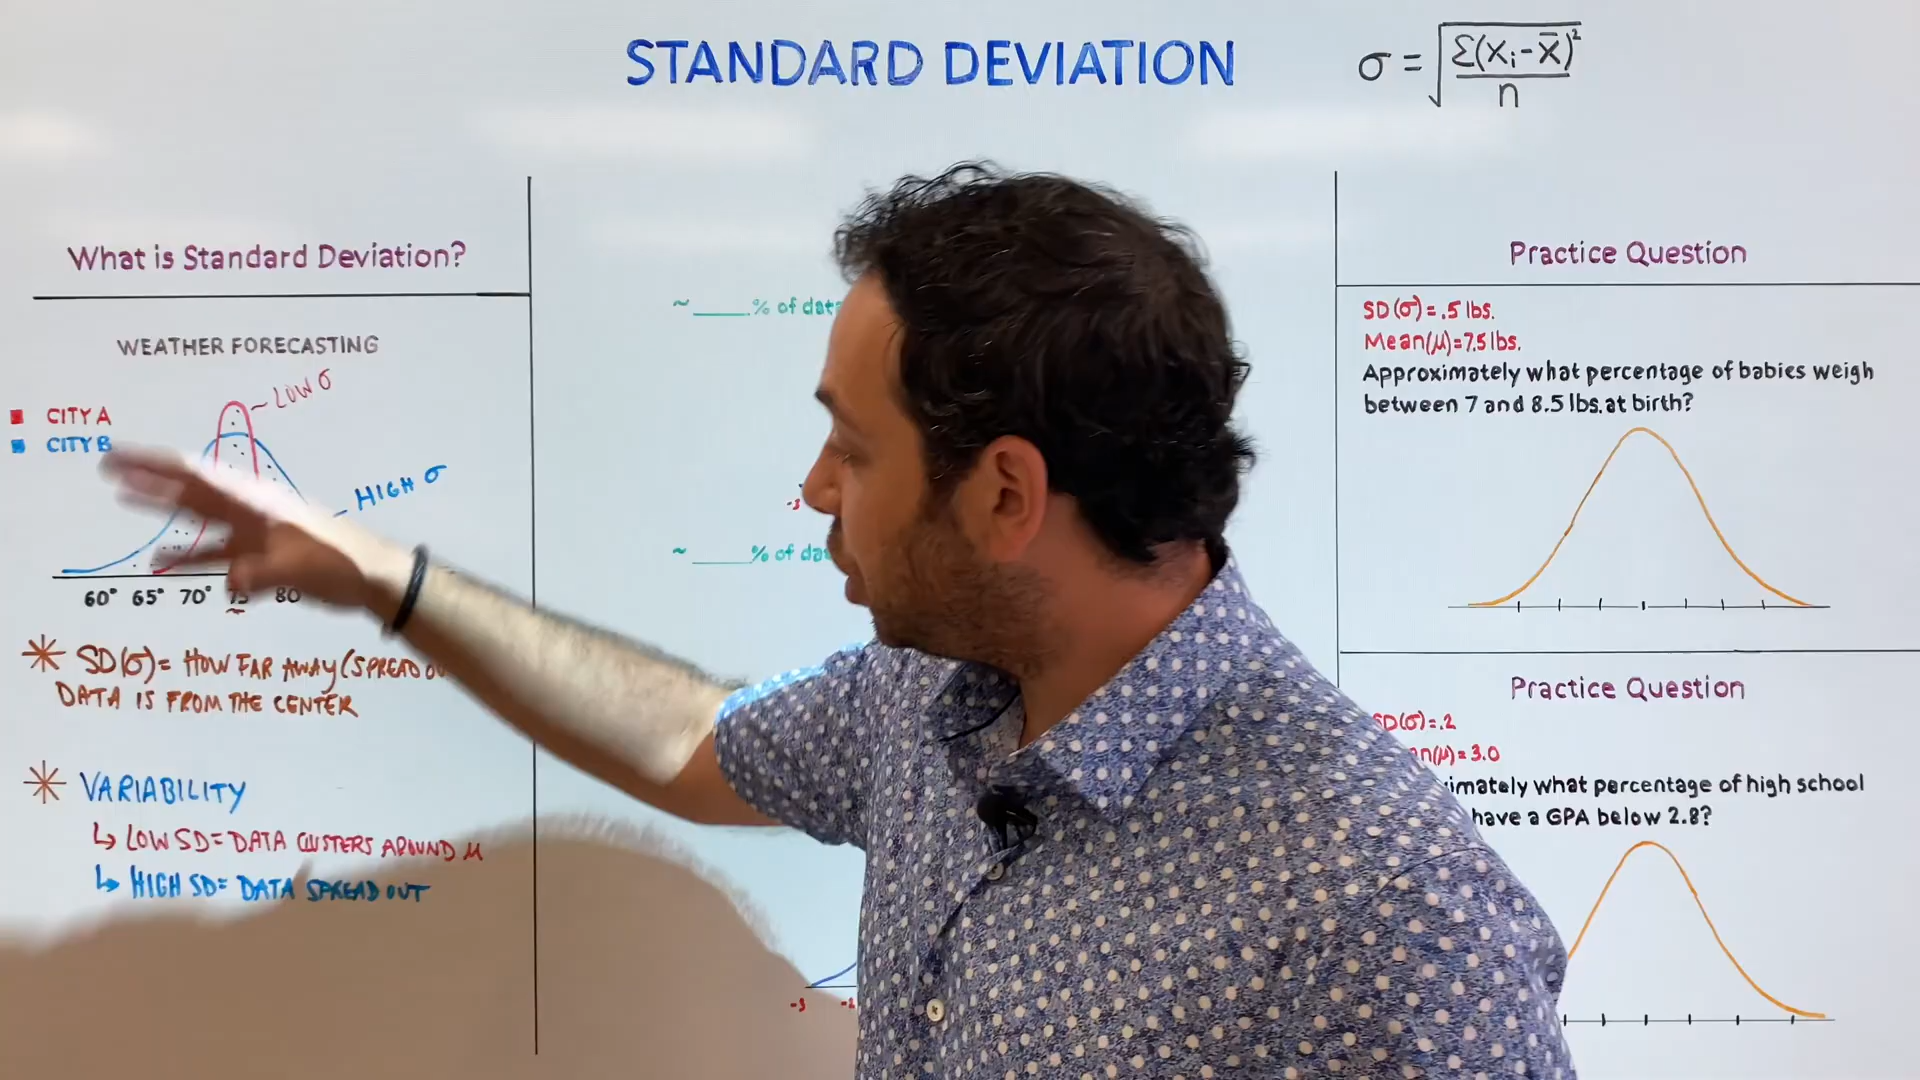 STANDARD DEVIATION
σ = √(Σ(xᵢ-x̄)²/n)
What is Standard Deviation?
WEATHER FORECASTING
LOW σ
CITY A
CITY B
HIGH σ
60° 65° 70° 75 80
SD(σ)= HOW FAR AWAY (SPREAD
DATA IS FROM THE CENTER
VARIABILITY
↳ LOW SD= DATA CLUSTERS AROUND μ
↳ HIGH SD= DATA SPREAD OUT
~ ____% of data
-3
~ ____% of
-3 -2
Practice Question
SD(σ)= .5 lbs.
Mean(μ)=7.5 lbs.
Approximately what percentage of babies weigh
between 7 and 8.5 lbs. at birth?
Practice Question
SD(σ)=.2
(μ)= 3.0
what percentage of high school
have a GPA below 2.8?